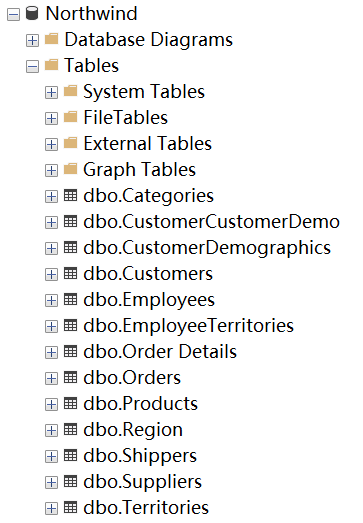 Northwind
Database Diagrams
Tables
System Tables
FileTables
External Tables
Graph Tables
dbo.Categories
dbo.CustomerCustomerDemo
dbo.CustomerDemographics
dbo.Customers
dbo.Employees
dbo.EmployeeTerritories
dbo.Order Details
dbo.Orders
dbo.Products
dbo.Region
dbo.Shippers
dbo.Suppliers
dbo.Territories